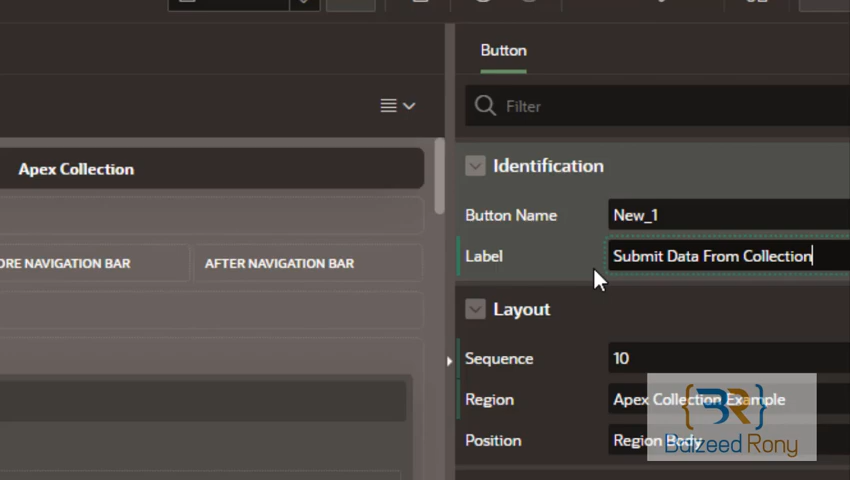 Button
Filter
Apex Collection
Identification
Button Name
New_1
ORE NAVIGATION BAR
AFTER NAVIGATION BAR
Label
Submit Data From Collection
Layout
Sequence
10
Region
Apex Collection Example
Position
Region Body
{BR}
Baizeed Rony